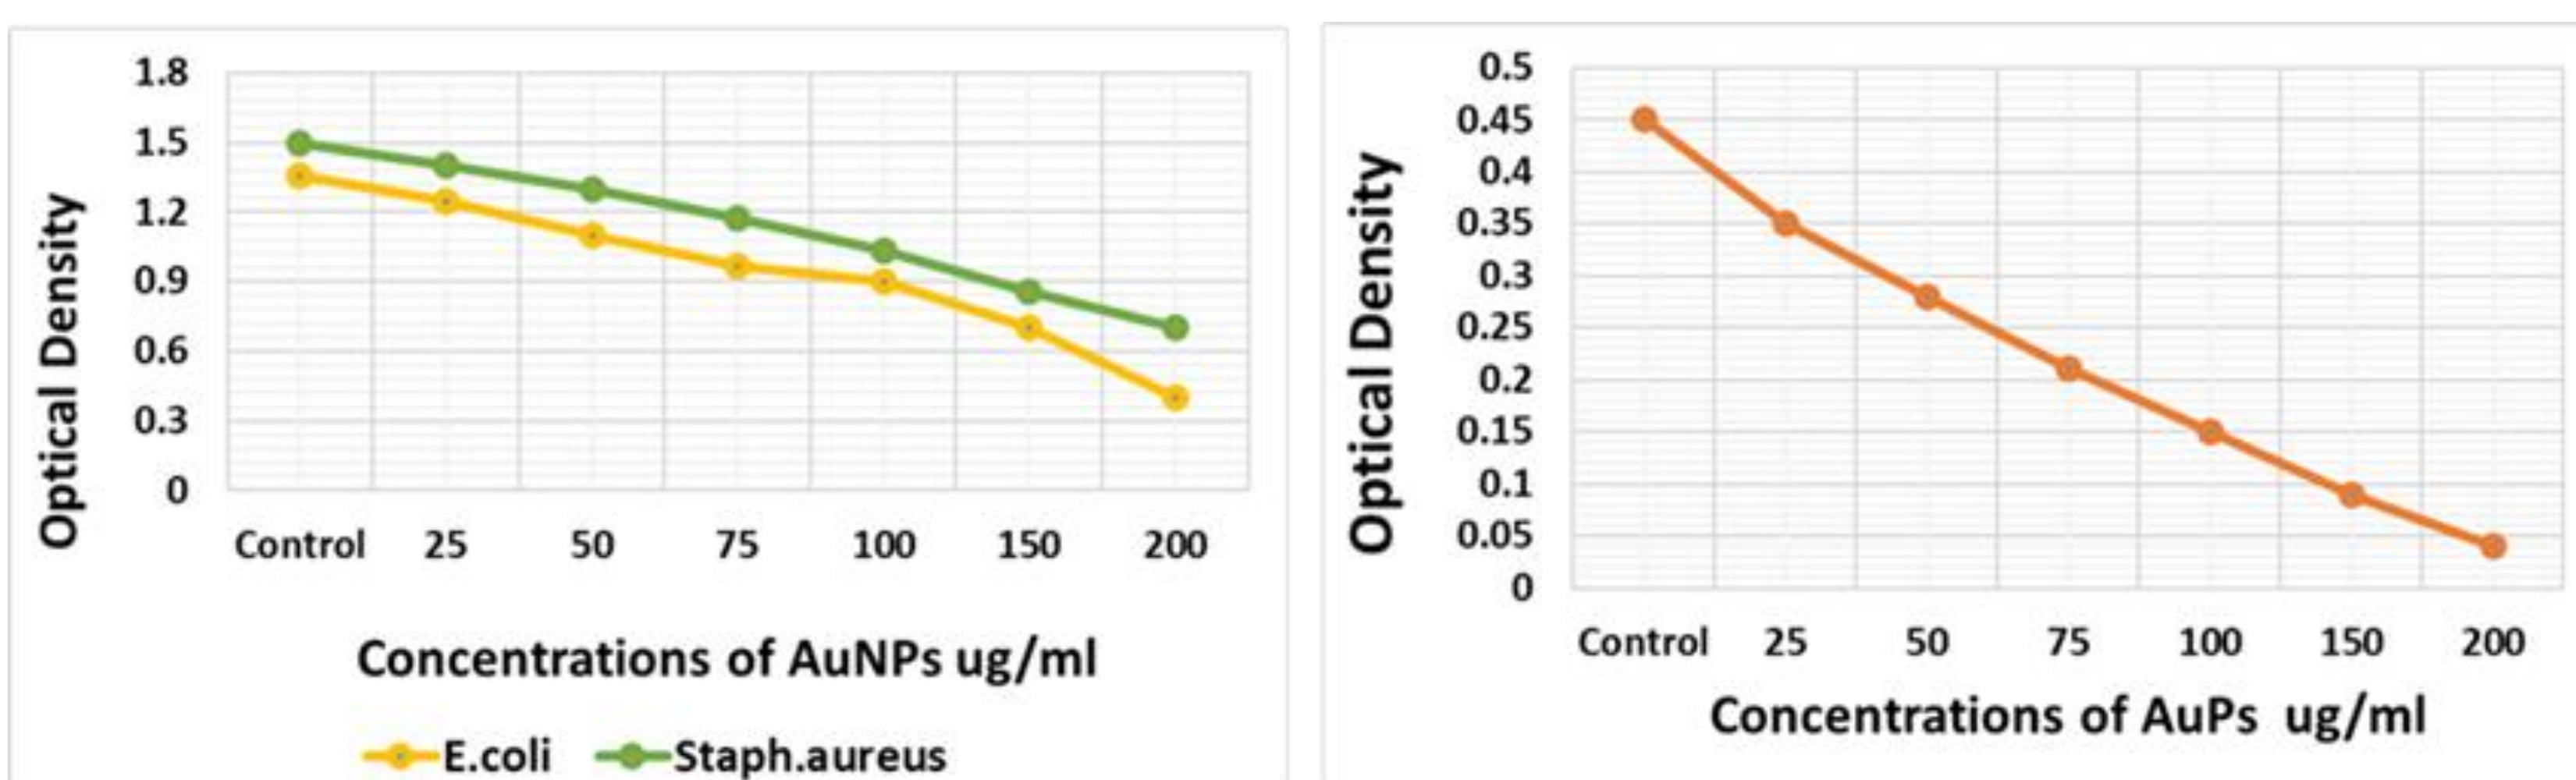 Optical Density
1.8
1.5
1.2
0.9
0.6
0.3
0
Control 25 50 75 100 150 200
Concentrations of AuNPs ug/ml
E.coli Staph.aureus
Optical Density
0.5
0.45
0.4
0.35
0.3
0.25
0.2
0.15
0.1
0.05
0
Control 25 50 75 100 150 200
Concentrations of AuPs ug/ml